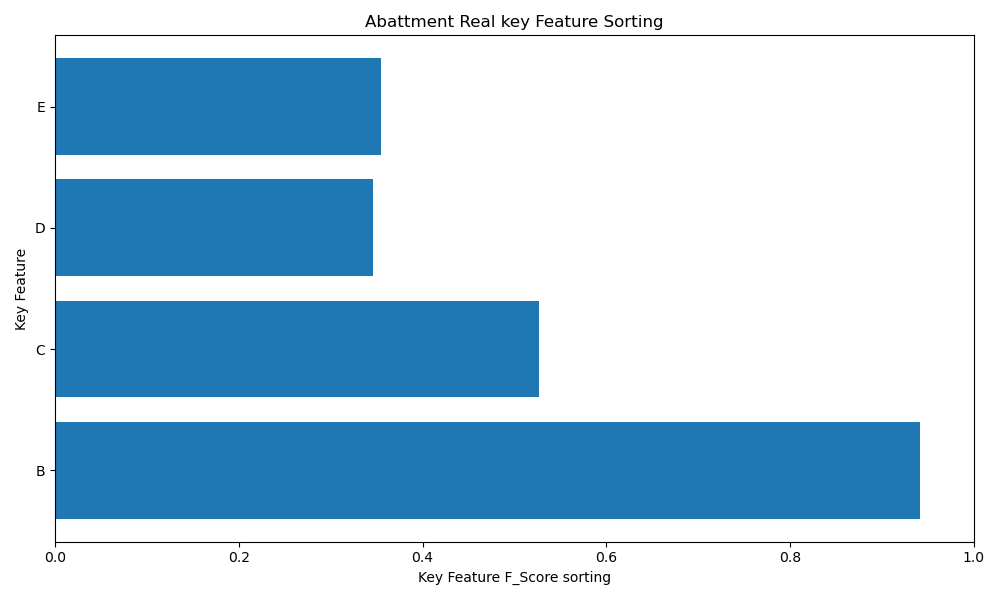 Abattment Real key Feature Sorting
Key Feature
E
D
C
B
0.0 0.2 0.4 0.6 0.8 1.0
Key Feature F_Score sorting